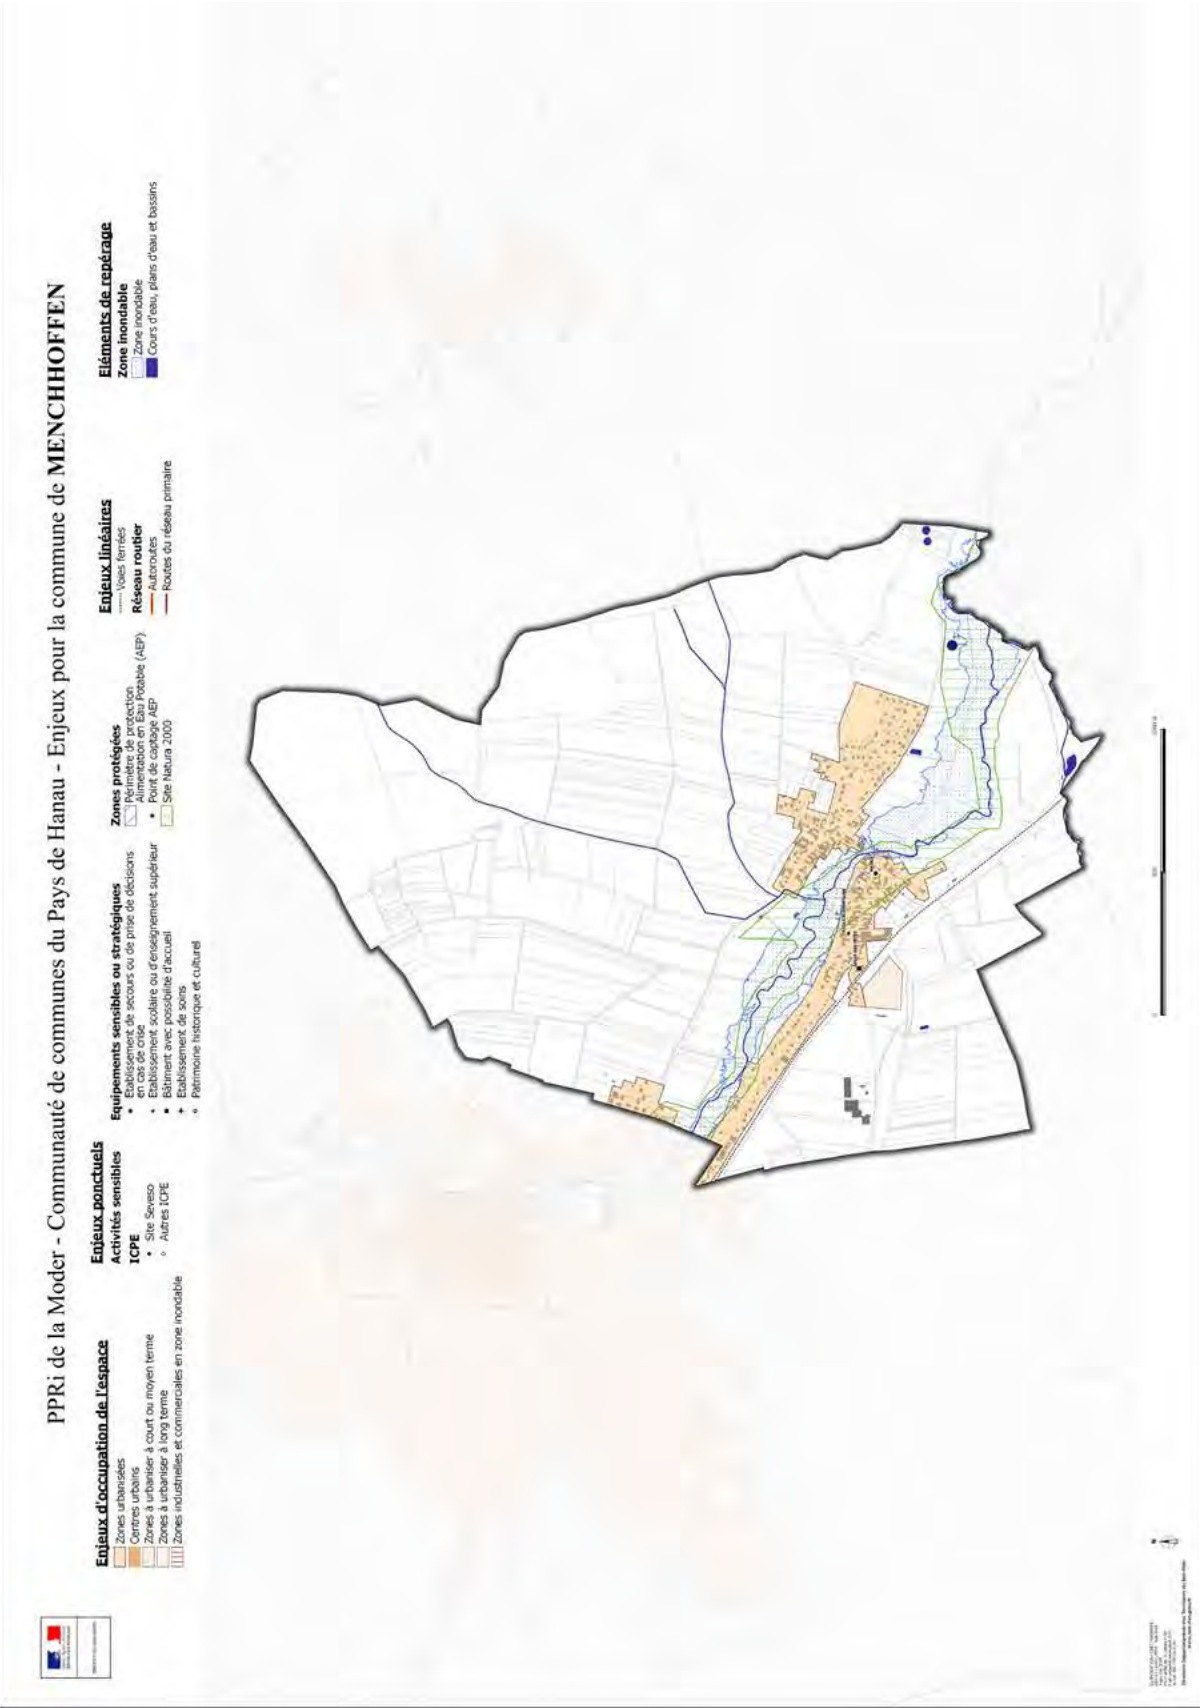 PPRi de la Moder - Communauté de communes du Pays de Hanau - Enjeux pour la commune de MENCHHOFFEN
Enjeux d'occupation de l'espace
Zones urbanisées
Centres urbains
Zones à urbaniser à court ou moyen terme
Zones à urbaniser à long terme
Zones industrielles et commerciales en zone inondable
Enjeux ponctuels
Activités sensibles
ICPE
Site Seveso
Autres ICPE
Equipements sensibles ou stratégiques
Etablissement de secours ou de prise de décisions
en cas de crise
Etablissement scolaire ou d'enseignement supérieur
Bâtiment avec possibilité d'accueil
Etablissement de soins
Patrimoine historique et culturel
Zones protégées
Périmètre de protection
Alimentation en Eau Potable (AEP)
Point de captage AEP
Site Natura 2000
Enjeux linéaires
Voies ferrées
Réseau routier
Autoroutes
Routes du réseau primaire
Eléments de repérage
Zone inondable
Zone inondable
Cours d'eau, plans d'eau et bassins